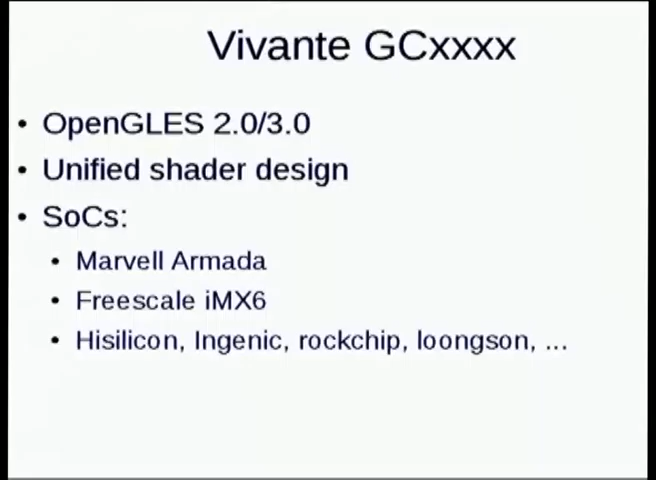 Vivante GCxxxx
• OpenGLES 2.0/3.0
• Unified shader design
• SoCs:
• Marvell Armada
• Freescale iMX6
• Hisilicon, Ingenic, rockchip, loongson, ...